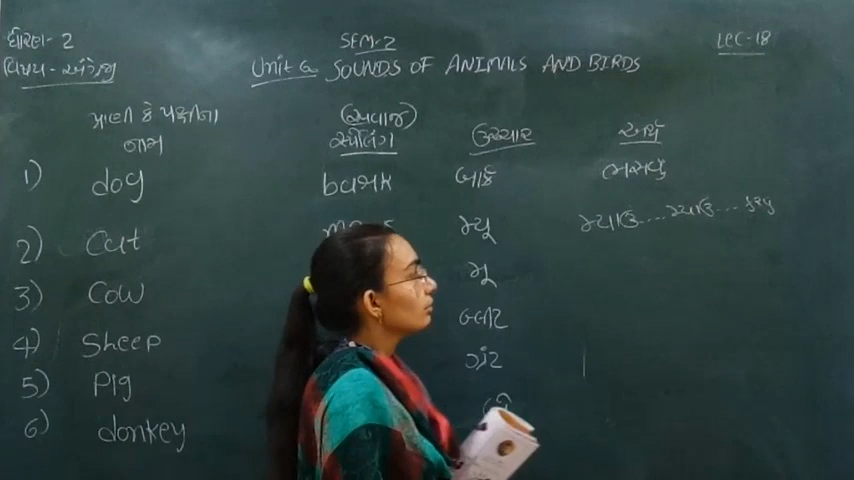 ધોરણ - 2
SEM-2
LEC-18
વિષય - અંગ્રેજી
Unit 6 SOUNDS OF ANIMALS AND BIRDS
પ્રાણી કે પક્ષીના નામ
(અવાજ) સ્પેલિંગ
ઉચ્ચાર
અર્થ
1) dog bark બાર્ક ભસવું
2) Cat મ્યૂ મ્યાઉ.... મ્યાઉ.... કરવુ
3) Cow મૂ
4) Sheep બ્લીટ
5) Pig
6) donkey